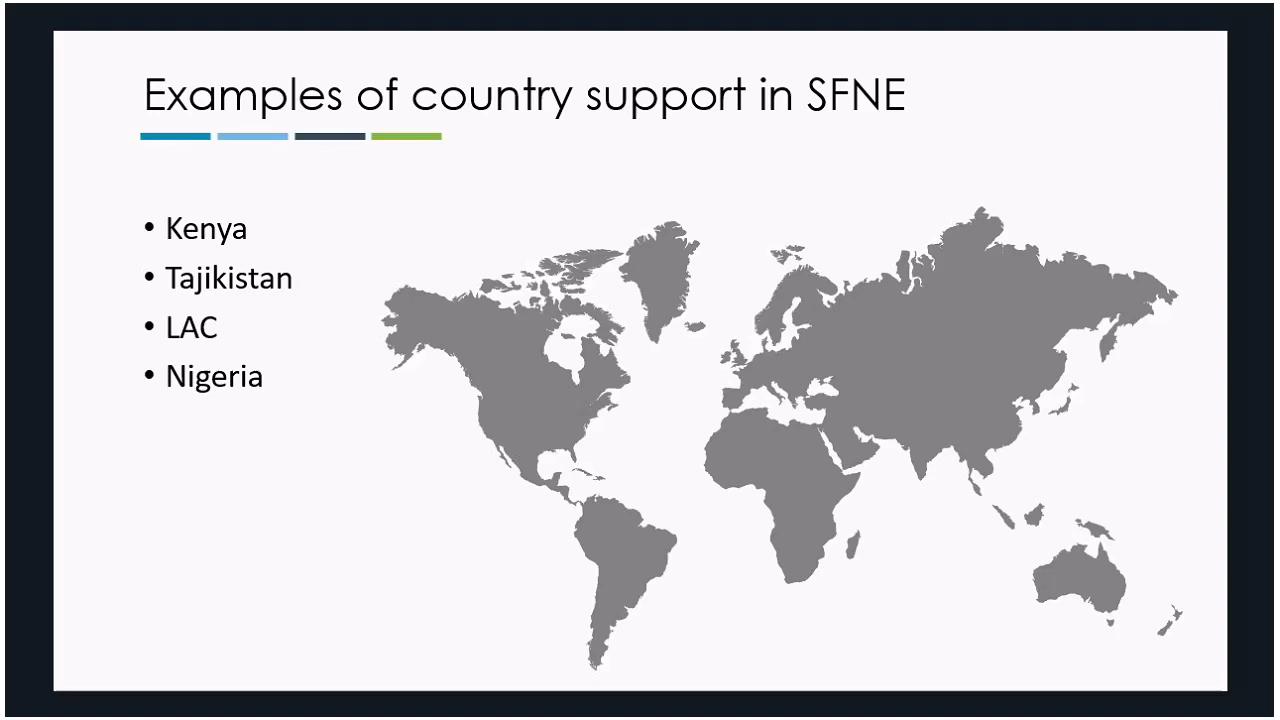 Examples of country support in SFNE
• Kenya
• Tajikistan
• LAC
• Nigeria